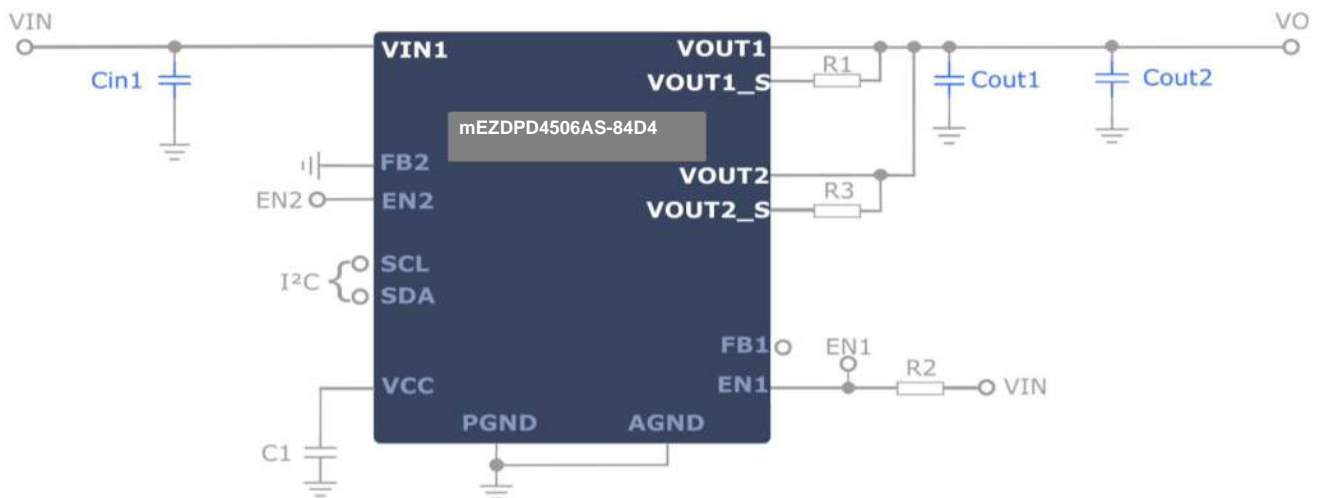 VIN
VO
VIN1
VOUT1
R1
Cin1
VOUT1_S
Cout1
Cout2
mEZDPD4506AS-84D4
FB2
VOUT2
R3
EN2
EN2
VOUT2_S
SCL
I²C
SDA
FB1
EN1
R2
VCC
EN1
VIN
PGND
AGND
C1